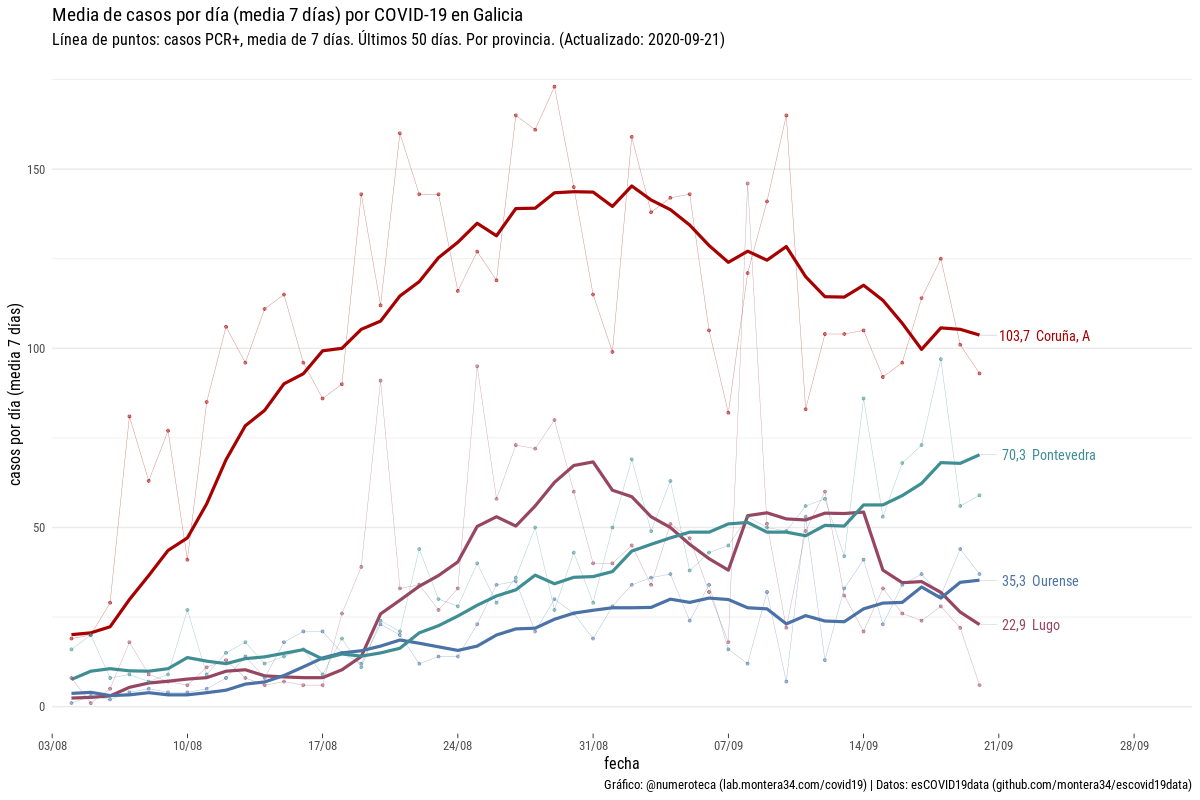 Media de casos por día (media 7 días) por COVID-19 en Galicia
Línea de puntos: casos PCR+, media de 7 días. Últimos 50 días. Por provincia. (Actualizado: 2020-09-21)
casos por día (media 7 días)
150
100
50
0
103,7 Coruña, A
70,3 Pontevedra
35,3 Ourense
22,9 Lugo
03/08
10/08
17/08
24/08
31/08
07/09
14/09
21/09
28/09
fecha
Gráfico: @numeroteca (lab.montera34.com/covid19) | Datos: esCOVID19data (github.com/montera34/escovid19data)